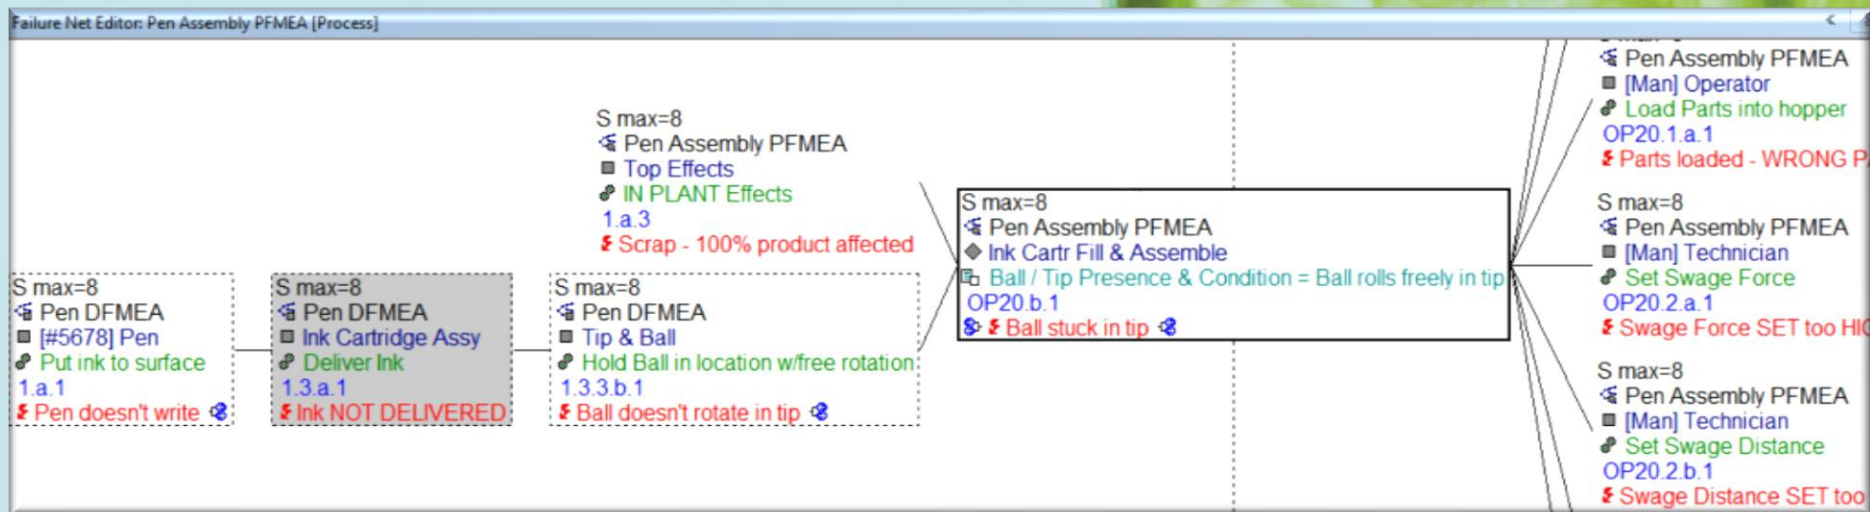 Failure Net Editor: Pen Assembly PFMEA [Process]
S max=8
Pen Assembly PFMEA
Top Effects
IN PLANT Effects
1.a.3
Scrap - 100% product affected
S max=8
Pen DFMEA
[#5678] Pen
Put ink to surface
1.a.1
Pen doesn't write
S max=8
Pen DFMEA
Ink Cartridge Assy
Deliver Ink
1.3.a.1
Ink NOT DELIVERED
S max=8
Pen DFMEA
Tip & Ball
Hold Ball in location w/free rotation
1.3.3.b.1
Ball doesn't rotate in tip
S max=8
Pen Assembly PFMEA
Ink Cartr Fill & Assemble
Ball / Tip Presence & Condition = Ball rolls freely in tip
OP20.b.1
Ball stuck in tip
Pen Assembly PFMEA
[Man] Operator
Load Parts into hopper
OP20.1.a.1
Parts loaded - WRONG
S max=8
Pen Assembly PFMEA
[Man] Technician
Set Swage Force
OP20.2.a.1
Swage Force SET too
S max=8
Pen Assembly PFMEA
[Man] Technician
Set Swage Distance
OP20.2.b.1
Swage Distance SET too